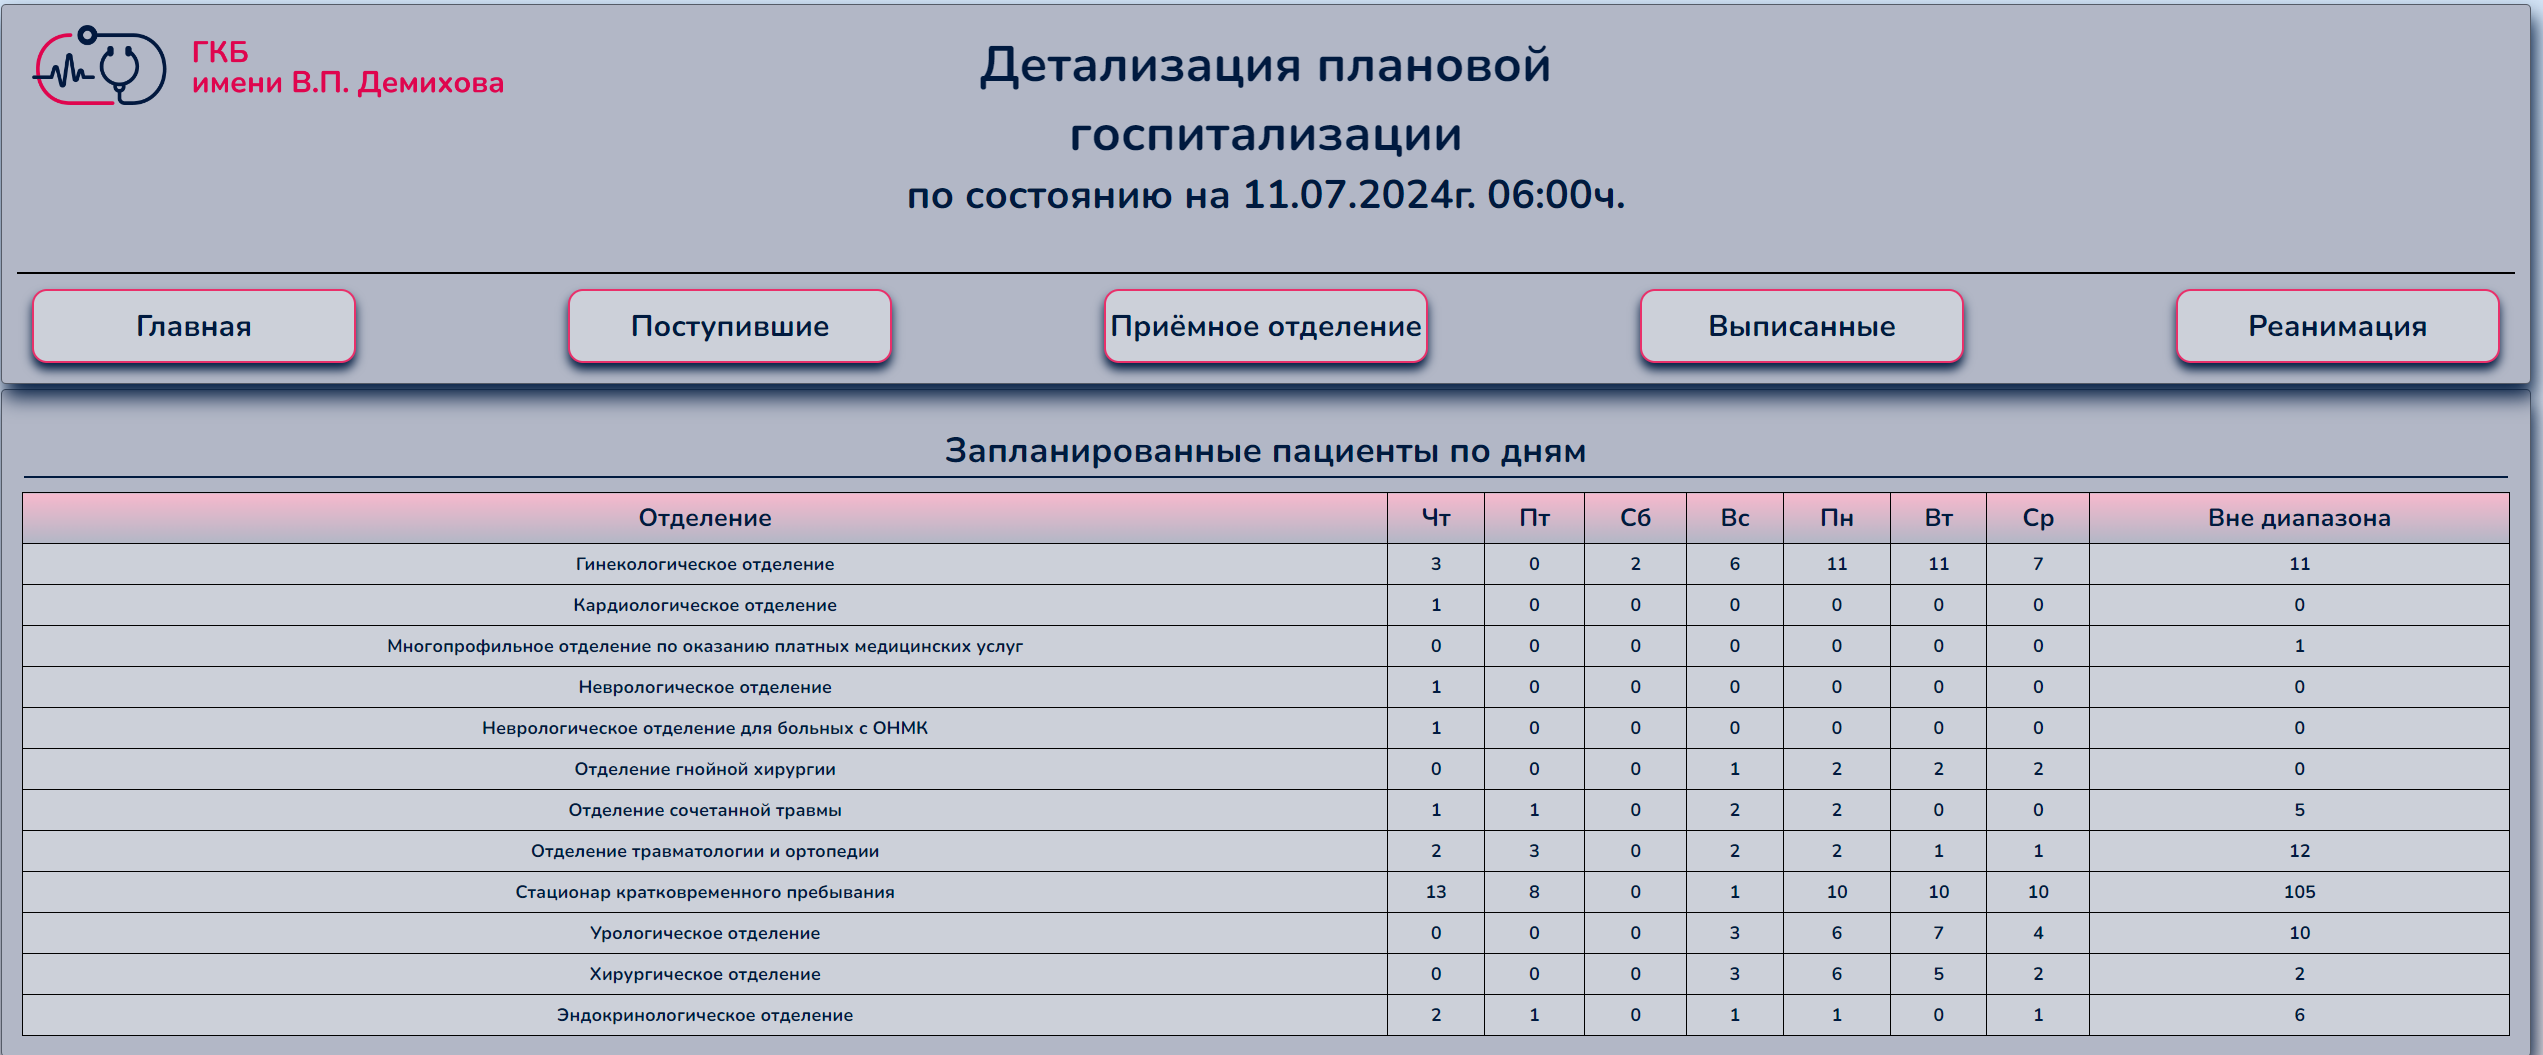 ГКБ
имени В.П. Демихова
Детализация плановой
госпитализации
по состоянию на 11.07.2024г. 06:00ч.
Главная Поступившие Приёмное отделение Выписанные Реанимация
Запланированные пациенты по дням
Отделение Чт Пт Сб Вс Пн Вт Ср Вне диапазона
Гинекологическое отделение 3 0 2 6 11 11 7 11
Кардиологическое отделение 1 0 0 0 0 0 0 0
Многопрофильное отделение по оказанию платных медицинских услуг 0 0 0 0 0 0 0 1
Неврологическое отделение 1 0 0 0 0 0 0 0
Неврологическое отделение для больных с ОНМК 1 0 0 0 0 0 0 0
Отделение гнойной хирургии 0 0 0 1 2 2 2 0
Отделение сочетанной травмы 1 1 0 2 2 0 0 5
Отделение травматологии и ортопедии 2 3 0 2 2 1 1 12
Стационар кратковременного пребывания 13 8 0 1 10 10 10 105
Урологическое отделение 0 0 0 3 6 7 4 10
Хирургическое отделение 0 0 0 3 6 5 2 2
Эндокринологическое отделение 2 1 0 1 1 0 1 6